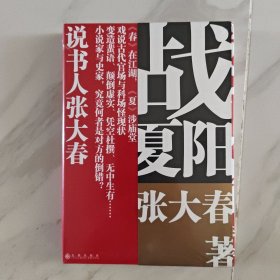 战
夏阳
张大春
著
《春》在江湖，《夏》涉庙堂
戏说古代官场与科场怪现状
变造蜚语、颠倒虚实、凭空杜撰、无中生有……
小说家与史家，究竟何者是对方的倒错？
说书人张大春